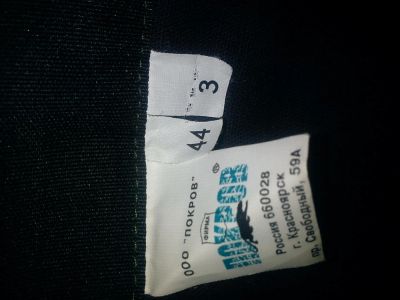 3
44
ООО "ПОКРОВ"
ФИРМА
ПОКРОВ ®
Россия 660028
г. Красноярск
пр. Свободный, 59А